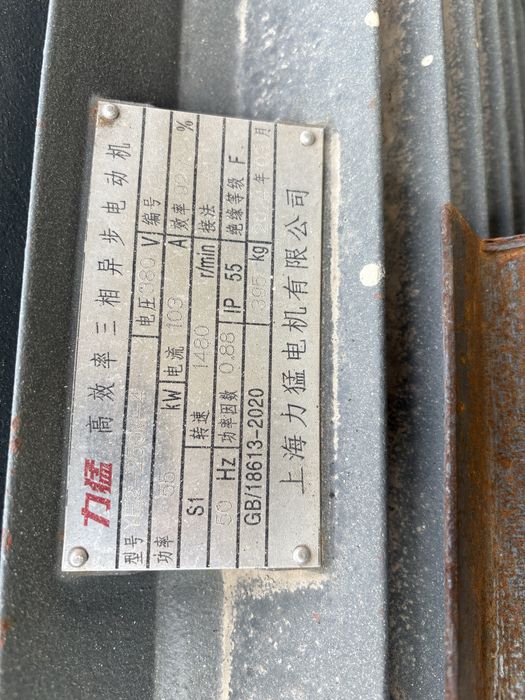 力猛 高效率三相异步电动机
型号 电压 380 V 编号
功率 55 kW 电流 103 A 效率 %
S1 转速 1480 r/min 接法
50 Hz 功率因数 0.88 IP 55 绝缘等级 F
GB/18613-2020 395 kg 年 月
上海力猛电机有限公司